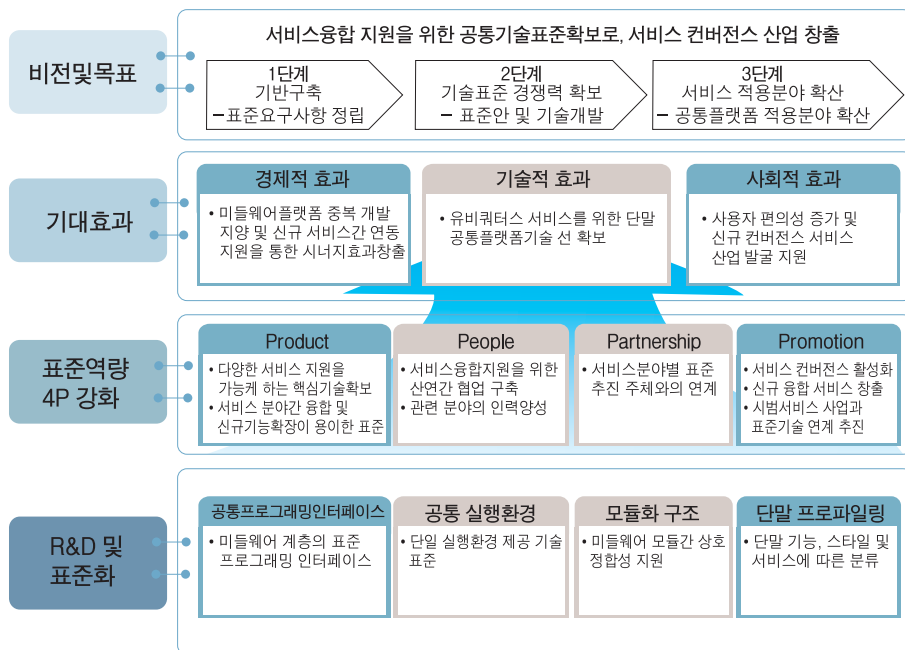 비전및목표
서비스융합 지원을 위한 공통기술표준확보로, 서비스 컨버전스 산업 창출
1단계
기반구축
– 표준요구사항 정립
2단계
기술표준 경쟁력 확보
– 표준안 및 기술개발
3단계
서비스 적용분야 확산
– 공통플랫폼 적용분야 확산
기대효과
경제적 효과
• 미들웨어플랫폼 중복 개발
지양 및 신규 서비스간 연동
지원을 통한 시너지효과창출
기술적 효과
• 유비쿼터스 서비스를 위한 단말
공통플랫폼기술 선 확보
사회적 효과
• 사용자 편의성 증가 및
신규 컨버전스 서비스
산업 발굴 지원
표준역량
4P 강화
Product
• 다양한 서비스 지원을
가능케 하는 핵심기술확보
• 서비스 분야간 융합 및
신규기능확장이 용이한 표준
People
• 서비스융합지원을 위한
산연간 협업 구축
• 관련 분야의 인력양성
Partnership
• 서비스분야별 표준
추진 주체와의 연계
Promotion
• 서비스 컨버전스 활성화
• 신규 융합 서비스 창출
• 시범서비스 사업과
표준기술 연계 추진
R&D 및
표준화
공통프로그래밍인터페이스
• 미들웨어 계층의 표준
프로그래밍 인터페이스
공통 실행환경
• 단일 실행환경 제공 기술
표준
모듈화 구조
• 미들웨어 모듈간 상호
정합성 지원
단말 프로파일링
• 단말 기능, 스타일 및
서비스에 따른 분류